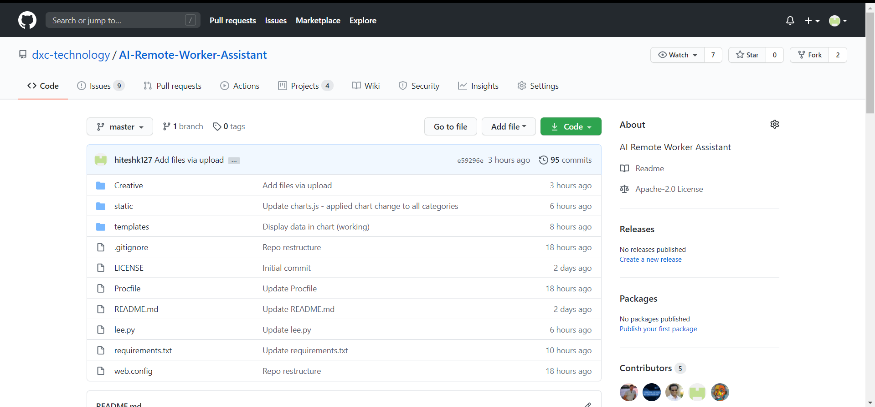 Search or jump to... / Pull requests Issues Marketplace Explore
dxc-technology / AI-Remote-Worker-Assistant Watch 7 Star 0 Fork 2
Code Issues 9 Pull requests Actions Projects 4 Wiki Security Insights Settings
master 1 branch 0 tags Go to file Add file Code
hiteshk127 Add files via upload ... a59296e 3 hours ago 95 commits
Creative Add files via upload 3 hours ago
static Update charts.js - applied chart change to all categories 6 hours ago
templates Display data in chart (working) 8 hours ago
.gitignore Repo restructure 18 hours ago
LICENSE Initial commit 2 days ago
Procfile Update Procfile 18 hours ago
README.md Update README.md 2 days ago
lee.py Update lee.py 6 hours ago
requirements.txt Update requirements.txt 10 hours ago
web.config Repo restructure 18 hours ago
README.md
About
AI Remote Worker Assistant
Readme
Apache-2.0 License
Releases
No releases published
Create a new release
Packages
No packages published
Publish your first package
Contributors 5